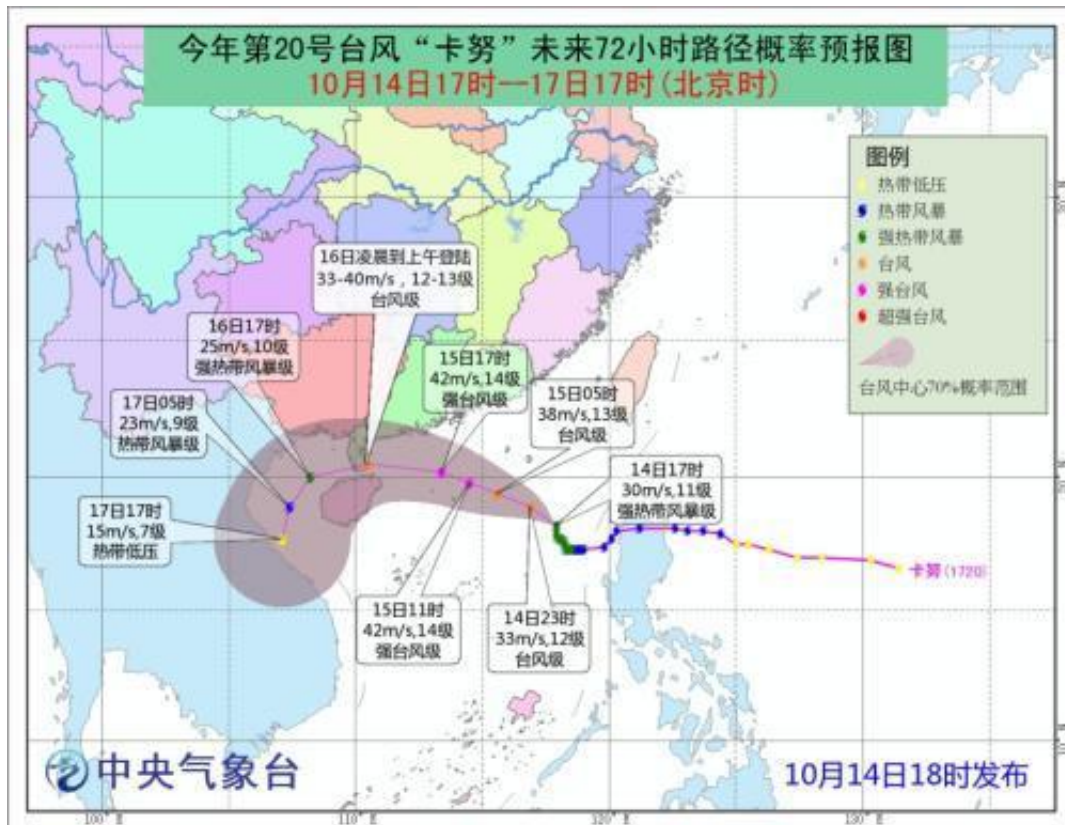 今年第20号台风“卡努”未来72小时路径概率预报图
10月14日17时--17日17时(北京时)
图例
热带低压
热带风暴
强热带风暴
台风
强台风
超强台风
台风中心70%概率范围
16日凌晨到上午登陆
33-40m/s，12-13级
台风级
16日17时
25m/s,10级
强热带风暴级
15日17时
42m/s,14级
强台风级
15日05时
38m/s,13级
台风级
17日05时
23m/s,9级
热带风暴级
14日17时
30m/s,11级
强热带风暴级
17日17时
15m/s,7级
热带低压
卡努(1720)
15日11时
42m/s,14级
强台风级
14日23时
33m/s,12级
台风级
中央气象台
10月14日18时发布
100°E
110°E
120°E
130°E